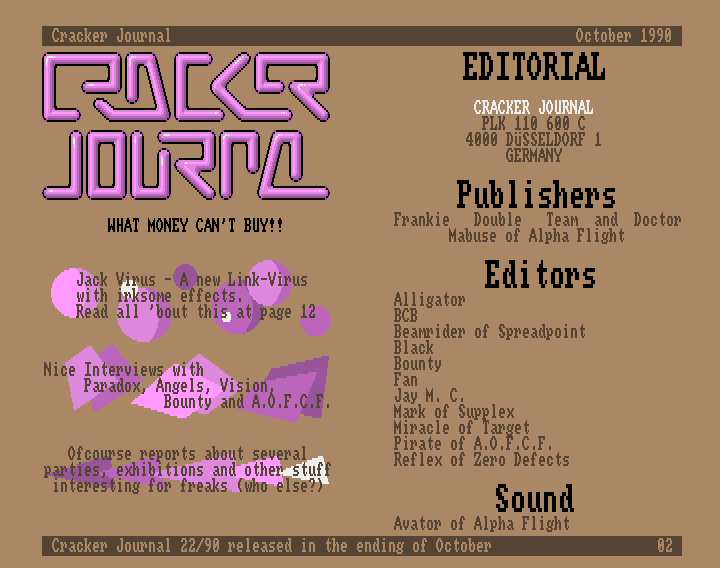 Cracker Journal
October 1990
CRACKER
JOURNAL
WHAT MONEY CAN'T BUY!!
Jack Virus - A new Link-Virus
with irksome effects.
Read all 'bout this at page 12
Nice Interviews with
Paradox, Angels, Vision,
Bounty and A.O.F.C.F.
Ofcourse reports about several
parties, exhibitions and other stuff
interesting for freaks (who else?)
EDITORIAL
CRACKER JOURNAL
PLK 110 600 C
4000 DüSSELDORF 1
GERMANY
Publishers
Frankie Double Team and Doctor
Mabuse of Alpha Flight
Editors
Alligator
BCB
Beamrider of Spreadpoint
Black
Bounty
Fan
Jay M. C.
Mark of Supplex
Miracle of Target
Pirate of A.O.F.C.F.
Reflex of Zero Defects
Sound
Avator of Alpha Flight
Cracker Journal 22/90 released in the ending of October
02